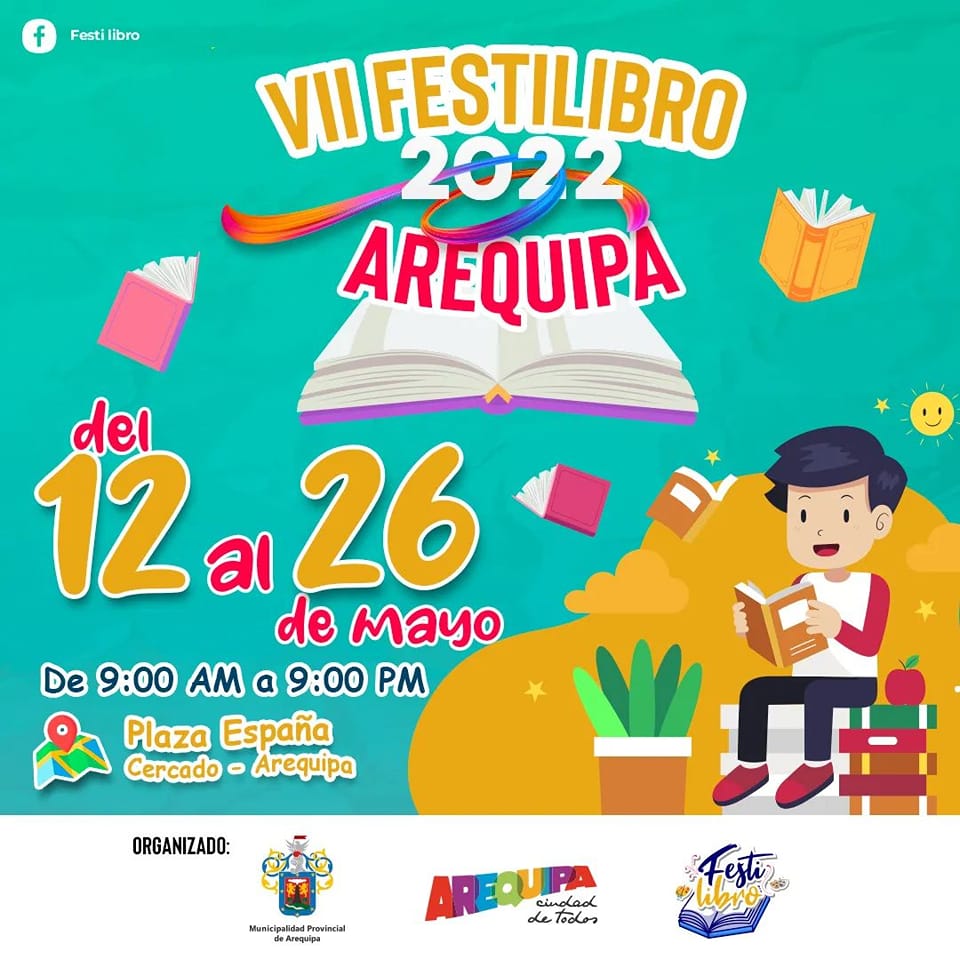 Festi libro
VII FESTILIBRO
2022
AREQUIPA
del
12 al 26
de mayo
De 9:00 AM a 9:00 PM
Plaza España
Cercado - Arequipa
ORGANIZADO:
Municipalidad Provincial
de Arequipa
AREQUIPA
ciudad
de todos
Festi
libro